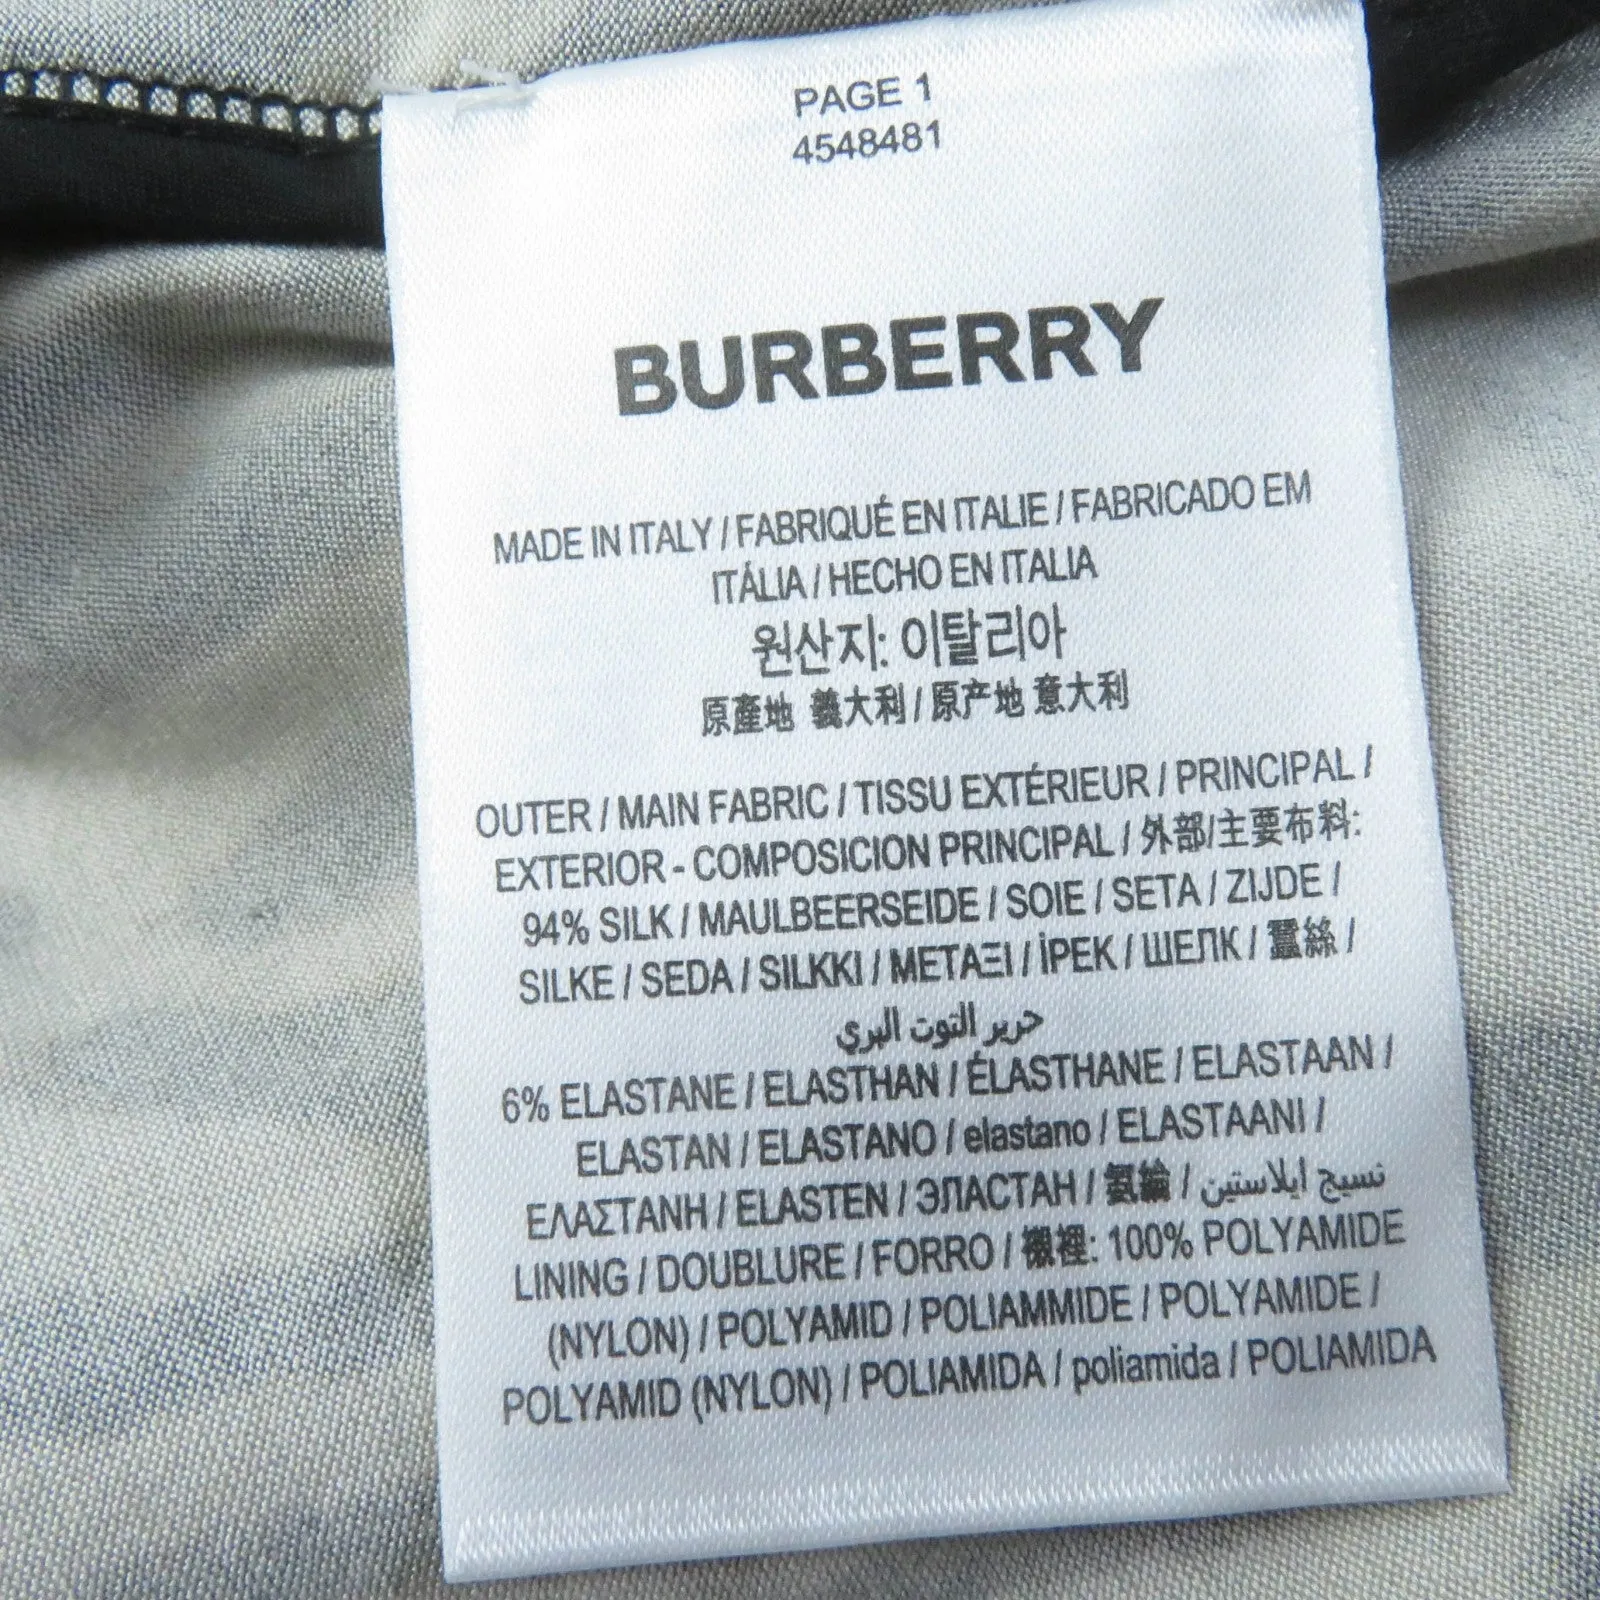 PAGE 1
4548481
BURBERRY
MADE IN ITALY / FABRIQUÉ EN ITALIE / FABRICADO EM
ITÁLIA / HECHO EN ITALIA
원산지: 이탈리아
原產地 義大利 / 原产地 意大利
OUTER / MAIN FABRIC / TISSU EXTÉRIEUR / PRINCIPAL /
EXTERIOR - COMPOSICION PRINCIPAL / 外部/主要布料:
94% SILK / MAULBEERSEIDE / SOIE / SETA / ZIJDE /
SILKE / SEDA / SILKKI / ΜΕΤΑΞΙ / İPEK / ШЕЛК / 蠶絲 /
حرير التوت البري
6% ELASTANE / ELASTHAN / ÉLASTHANE / ELASTAAN /
ELASTAN / ELASTANO / elastano / ELASTAANI /
ΕΛΑΣΤΑΝΗ / ELASTEN / ЭЛАСТАН / 氨綸 / نسيج ايلاستين
LINING / DOUBLURE / FORRO / 襯裡: 100% POLYAMIDE
(NYLON) / POLYAMID / POLIAMMIDE / POLYAMIDE /
POLYAMID (NYLON) / POLIAMIDA / poliamida / POLIAMIDA